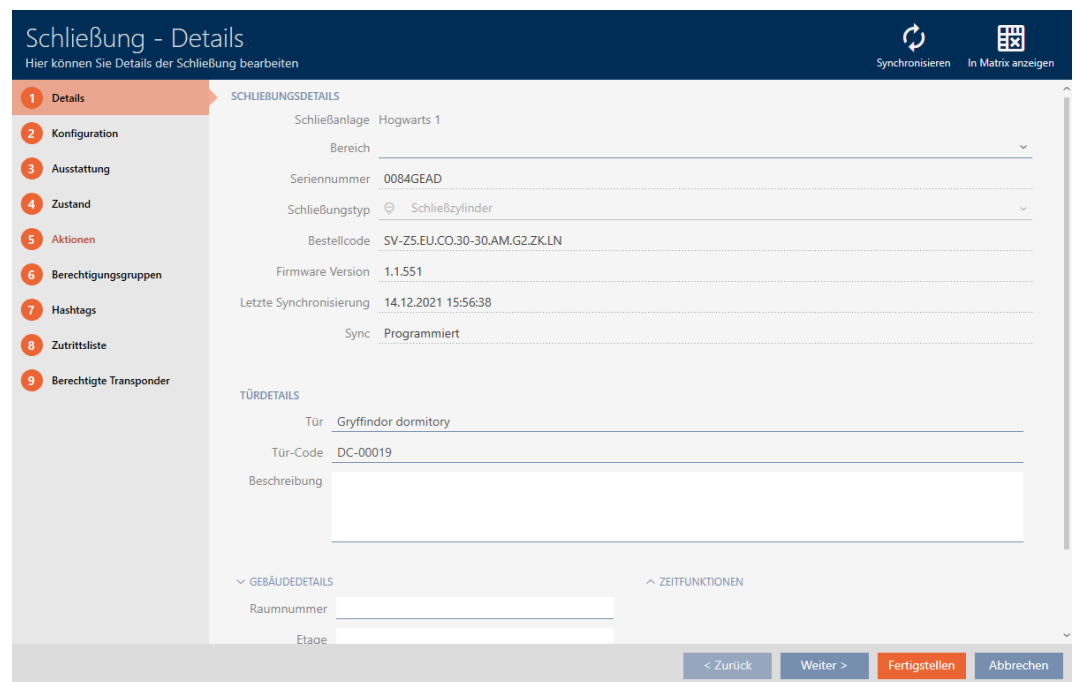 Schließung - Details
Hier können Sie Details der Schließung bearbeiten
Synchronisieren
In Matrix anzeigen
1 Details
2 Konfiguration
3 Ausstattung
4 Zustand
5 Aktionen
6 Berechtigungsgruppen
7 Hashtags
8 Zutrittsliste
9 Berechtigte Transponder
SCHLIEßUNGSDETAILS
Schließanlage Hogwarts 1
Bereich
Seriennummer 0084GEAD
Schließungstyp Schließzylinder
Bestellcode SV-Z5.EU.CO.30-30.AM.G2.ZK.LN
Firmware Version 1.1.551
Letzte Synchronisierung 14.12.2021 15:56:38
Sync Programmiert
TÜRDETAILS
Tür Gryffindor dormitory
Tür-Code DC-00019
Beschreibung
GEBÄUDEDETAILS
Raumnummer
Etage
ZEITFUNKTIONEN
< Zurück
Weiter >
Fertigstellen
Abbrechen